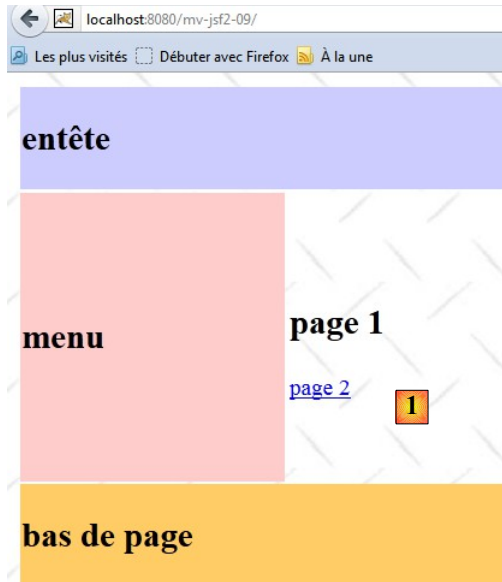 localhost:8080/mv-jsf2-09/
Les plus visités Débuter avec Firefox À la une
entête
menu
page 1
page 2
1
bas de page